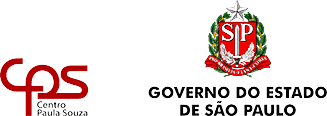 cps
Centro
Paula Souza
SP
GOVERNO DO ESTADO
DE SÃO PAULO